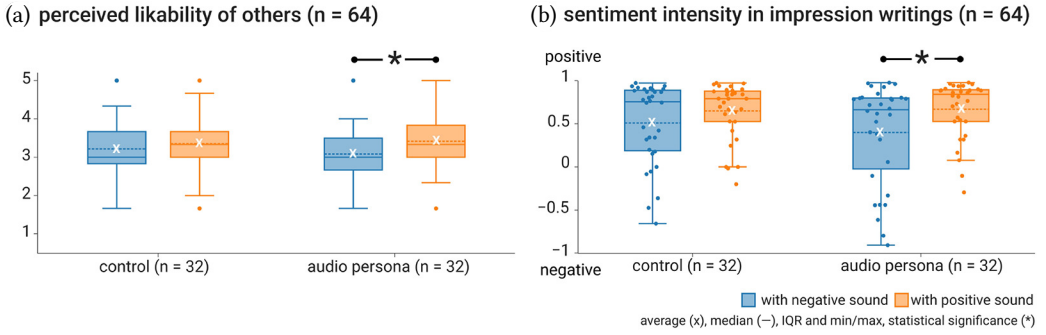 (a) perceived likability of others (n = 64)
5
4
3
2
1
*
control (n = 32)
audio persona (n = 32)
(b) sentiment intensity in impression writings (n = 64)
positive
1
0.5
0
−0.5
−1
negative
*
control (n = 32)
audio persona (n = 32)
with negative sound
with positive sound
average (x), median (—), IQR and min/max, statistical significance (*)